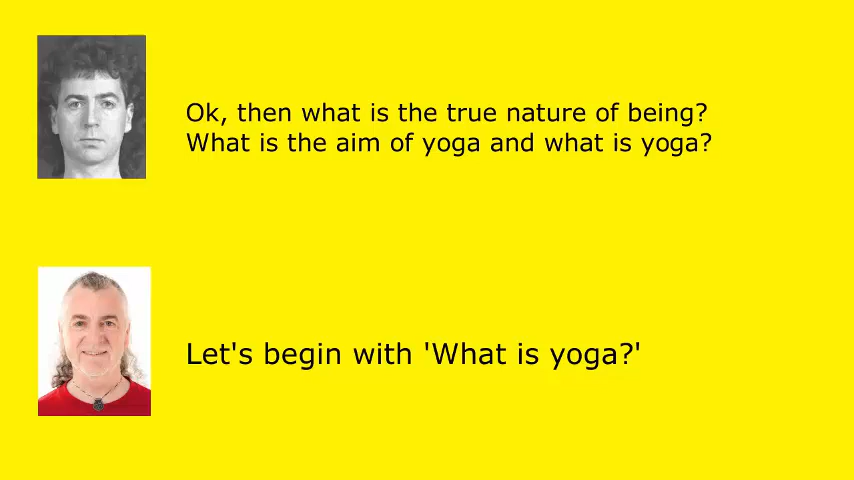 Ok, then what is the true nature of being?
What is the aim of yoga and what is yoga?
Let's begin with 'What is yoga?'